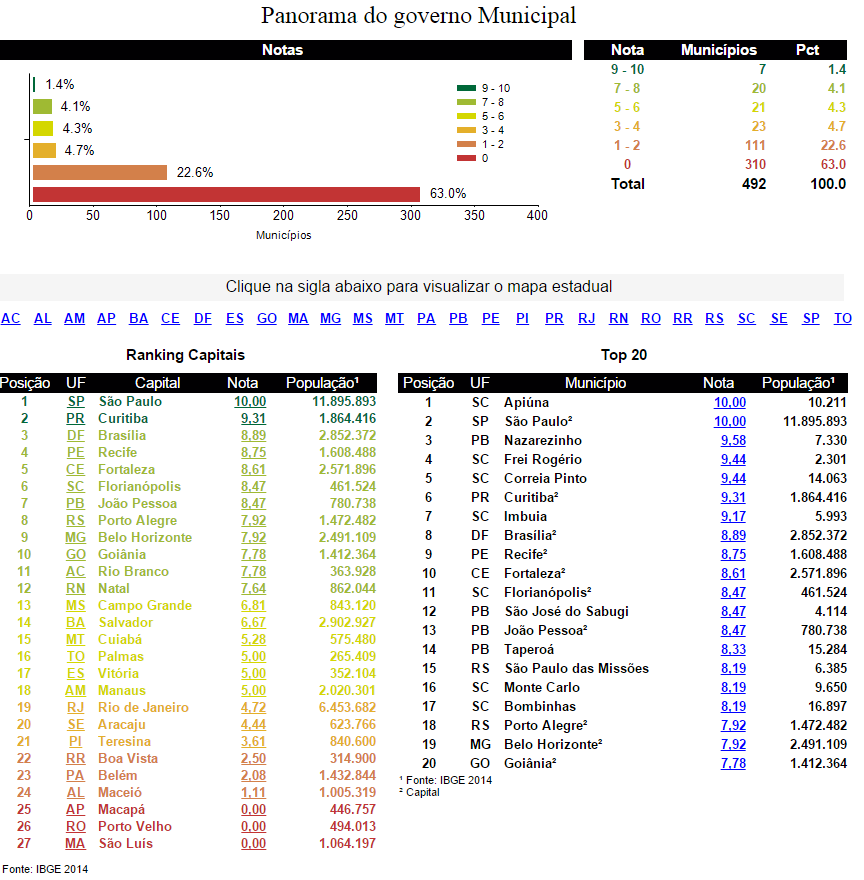 Panorama do governo Municipal
Notas
1.4%
4.1%
4.3%
4.7%
22.6%
63.0%
9 - 10
7 - 8
5 - 6
3 - 4
1 - 2
0
0 50 100 150 200 250 300 350 400
Municípios
Nota Municípios Pct
9 - 10 7 1.4
7 - 8 20 4.1
5 - 6 21 4.3
3 - 4 23 4.7
1 - 2 111 22.6
0 310 63.0
Total 492 100.0
Clique na sigla abaixo para visualizar o mapa estadual
AC AL AM AP BA CE DF ES GO MA MG MS MT PA PB PE PI PR RJ RN RO RR RS SC SE SP TO
Ranking Capitais
Posição UF Capital Nota População¹
1 SP São Paulo 10,00 11.895.893
2 PR Curitiba 9,31 1.864.416
3 DF Brasília 8,89 2.852.372
4 PE Recife 8,75 1.608.488
5 CE Fortaleza 8,61 2.571.896
6 SC Florianópolis 8,47 461.524
7 PB João Pessoa 8,47 780.738
8 RS Porto Alegre 7,92 1.472.482
9 MG Belo Horizonte 7,92 2.491.109
10 GO Goiânia 7,78 1.412.364
11 AC Rio Branco 7,78 363.928
12 RN Natal 7,64 862.044
13 MS Campo Grande 6,81 843.120
14 BA Salvador 6,67 2.902.927
15 MT Cuiabá 5,28 575.480
16 TO Palmas 5,00 265.409
17 ES Vitória 5,00 352.104
18 AM Manaus 5,00 2.020.301
19 RJ Rio de Janeiro 4,72 6.453.682
20 SE Aracaju 4,44 623.766
21 PI Teresina 3,61 840.600
22 RR Boa Vista 2,50 314.900
23 PA Belém 2,08 1.432.844
24 AL Maceió 1,11 1.005.319
25 AP Macapá 0,00 446.757
26 RO Porto Velho 0,00 494.013
27 MA São Luís 0,00 1.064.197
Fonte: IBGE 2014
Top 20
Posição UF Município Nota População¹
1 SC Apiúna 10,00 10.211
2 SP São Paulo² 10,00 11.895.893
3 PB Nazarezinho 9,58 7.330
4 SC Frei Rogério 9,44 2.301
5 SC Correia Pinto 9,44 14.063
6 PR Curitiba² 9,31 1.864.416
7 SC Imbuia 9,17 5.993
8 DF Brasília² 8,89 2.852.372
9 PE Recife² 8,75 1.608.488
10 CE Fortaleza² 8,61 2.571.896
11 SC Florianópolis² 8,47 461.524
12 PB São José do Sabugi 8,47 4.114
13 PB João Pessoa² 8,47 780.738
14 PB Taperoá 8,33 15.284
15 RS São Paulo das Missões 8,19 6.385
16 SC Monte Carlo 8,19 9.650
17 SC Bombinhas 8,19 16.897
18 RS Porto Alegre² 7,92 1.472.482
19 MG Belo Horizonte² 7,92 2.491.109
20 GO Goiânia² 7,78 1.412.364
¹ Fonte: IBGE 2014
² Capital